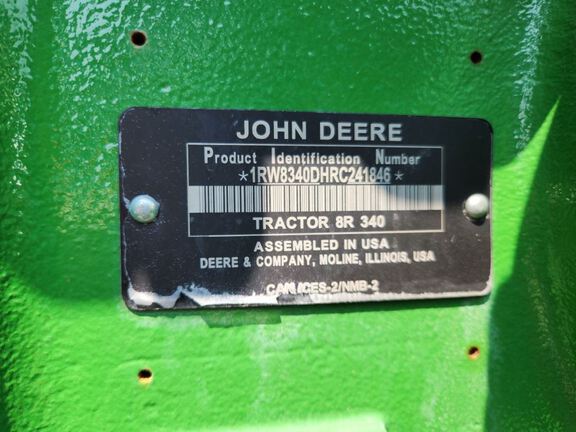 JOHN DEERE
Product Identification Number
*1RW8340DHRC241846*
TRACTOR 8R 340
ASSEMBLED IN USA
DEERE & COMPANY, MOLINE, ILLINOIS, USA
CAN ICES-2/NMB-2